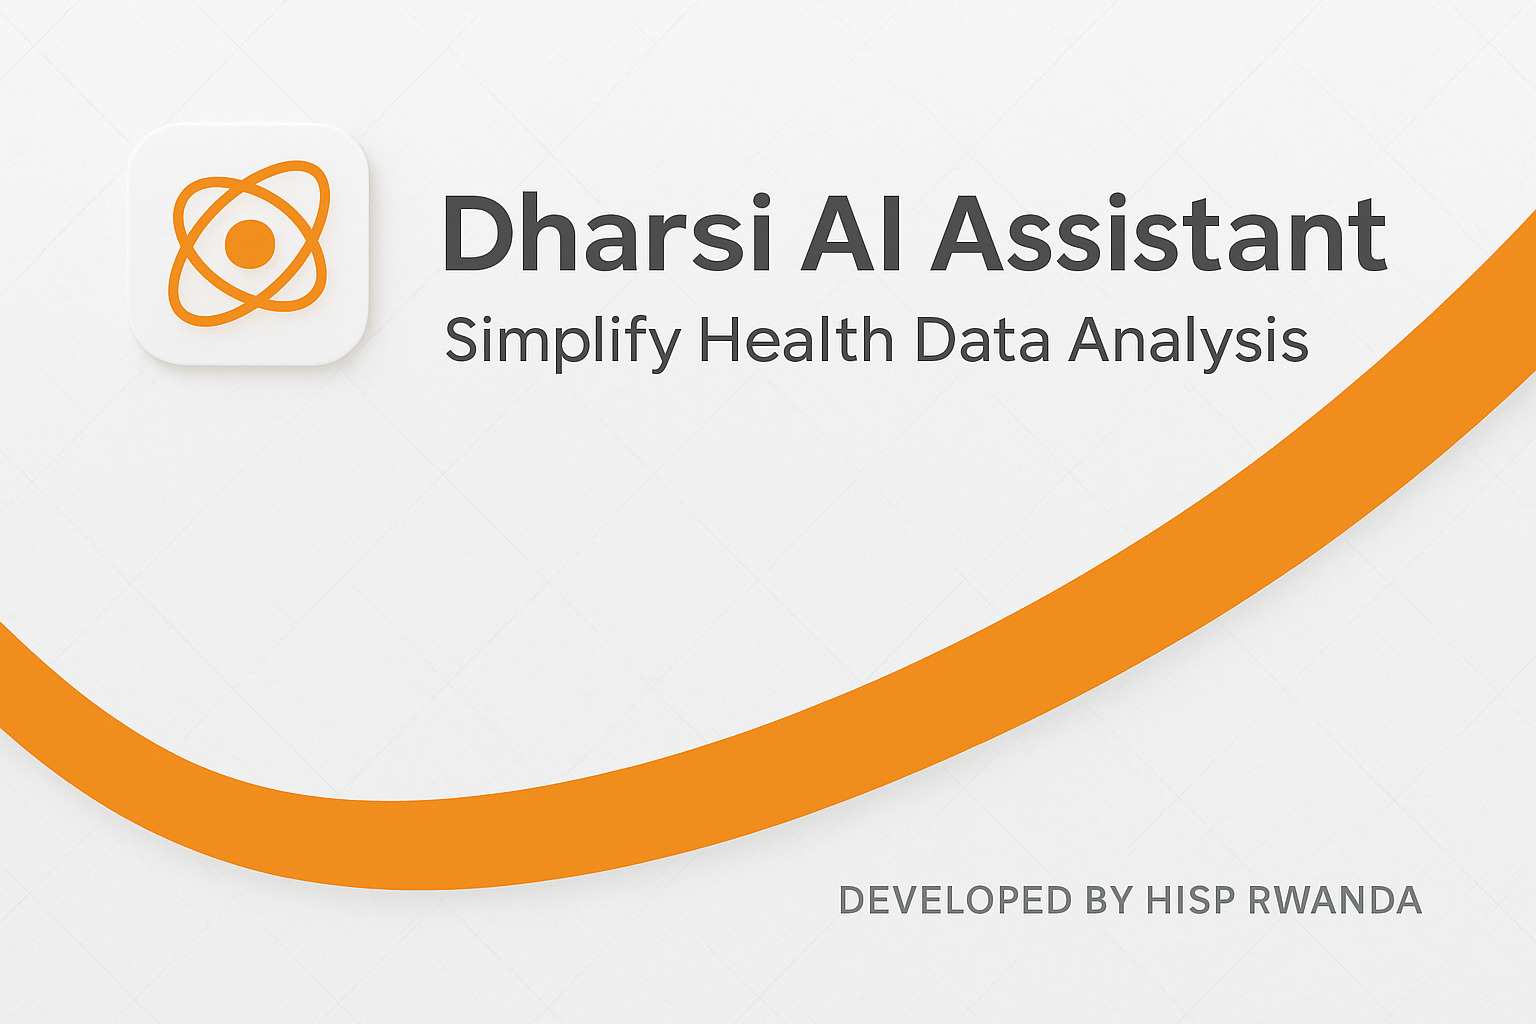 Dharsi AI Assistant
Simplify Health Data Analysis
DEVELOPED BY HISP RWANDA